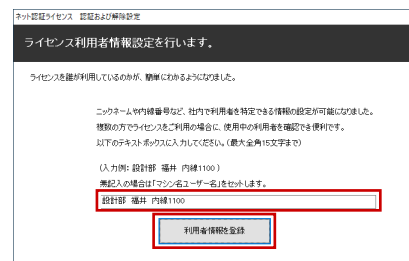 ネット認証ライセンス　認証および解除設定
ライセンス利用者情報設定を行います。
ライセンスを誰が利用しているのかが、簡単にわかるようになりました。
ニックネームや内線番号など、社内で利用者を特定できる情報の設定が可能になりました。
複数の方でライセンスをご利用の場合に、使用中の利用者を確認でき便利です。
以下のテキストボックスに入力してください。（最大全角15文字まで）
（入力例：設計部　福井　内線1100 ）
無記入の場合は「マシン名ユーザー名」をセットします。
設計部　福井　内線1100
利用者情報を登録